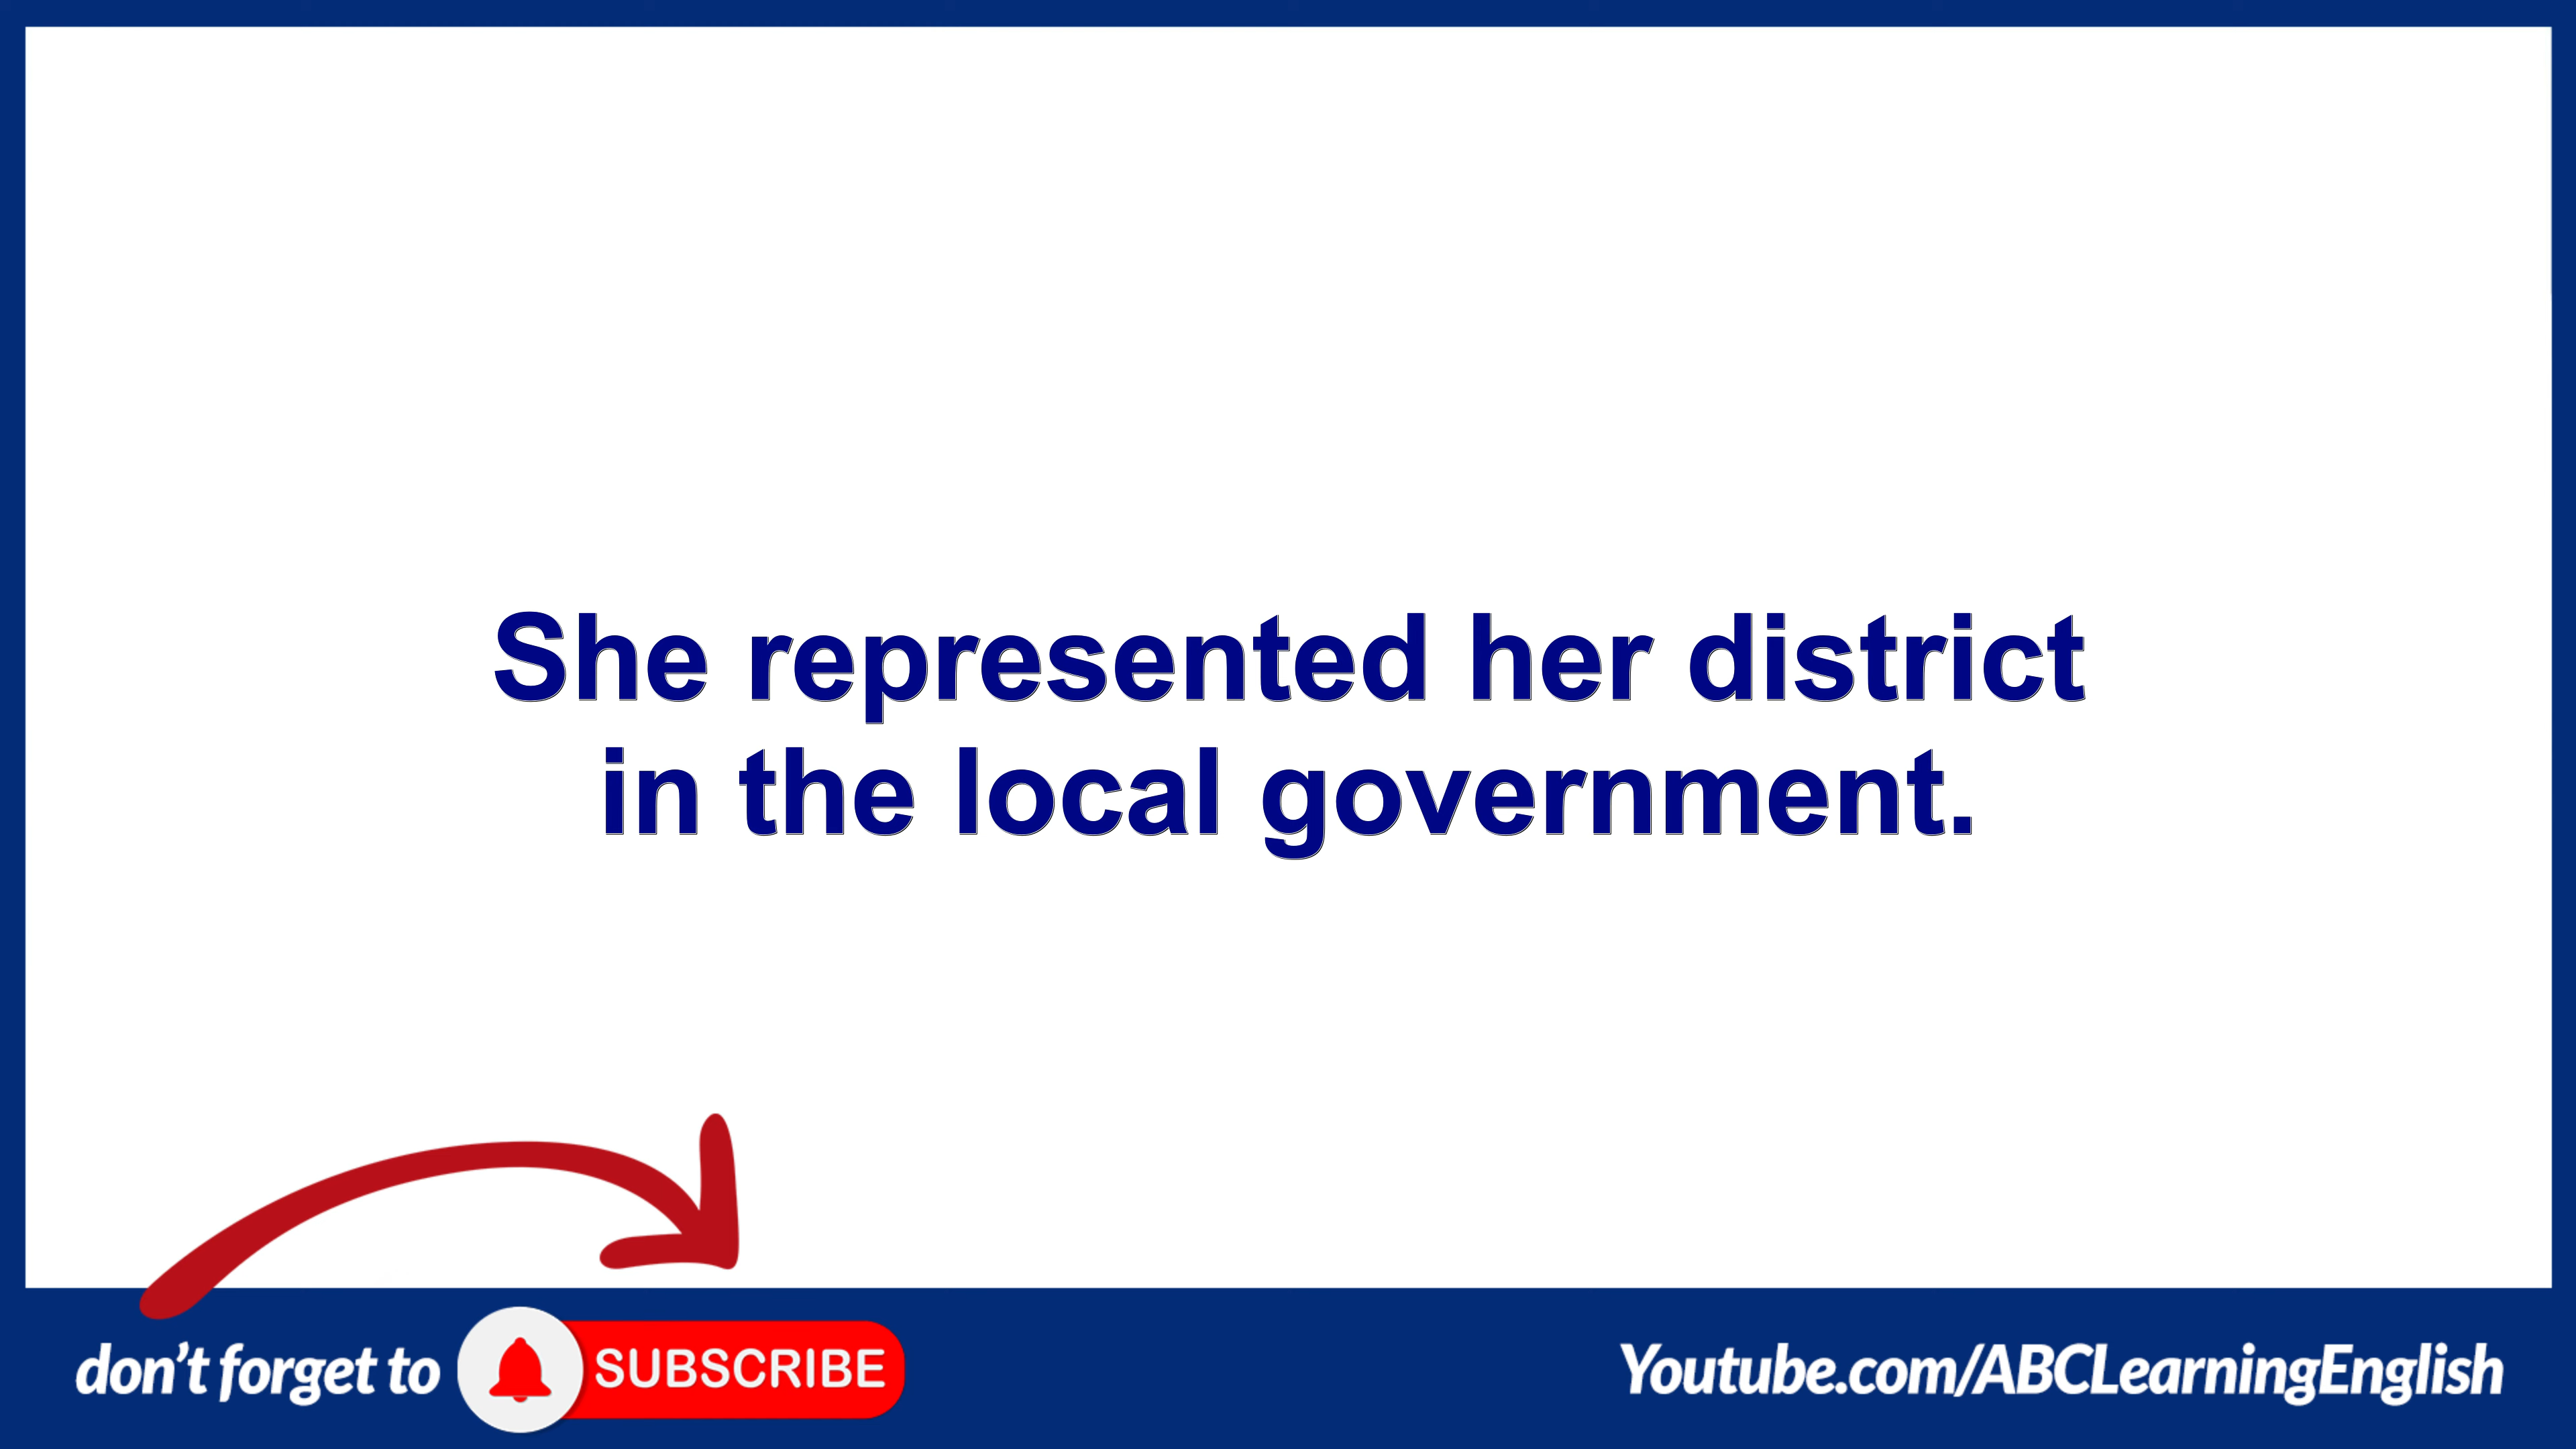 She represented her district
in the local government.
don't forget to SUBSCRIBE
Youtube.com/ABCLearningEnglish